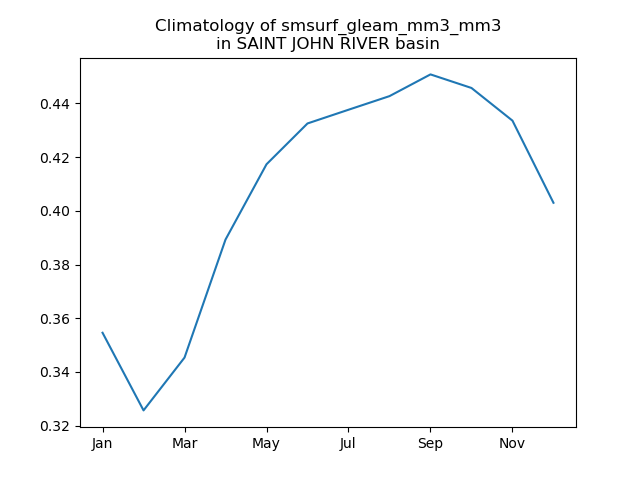 Climatology of smsurf_gleam_mm3_mm3
in SAINT JOHN RIVER basin
0.44
0.42
0.40
0.38
0.36
0.34
0.32
Jan Mar May Jul Sep Nov